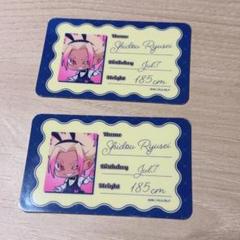 Name
Shidou Ryusei
Birthday
Jul.7
Height
185cm
Name
Shidou Ryusei
Birthday
Jul.7
Height
185cm